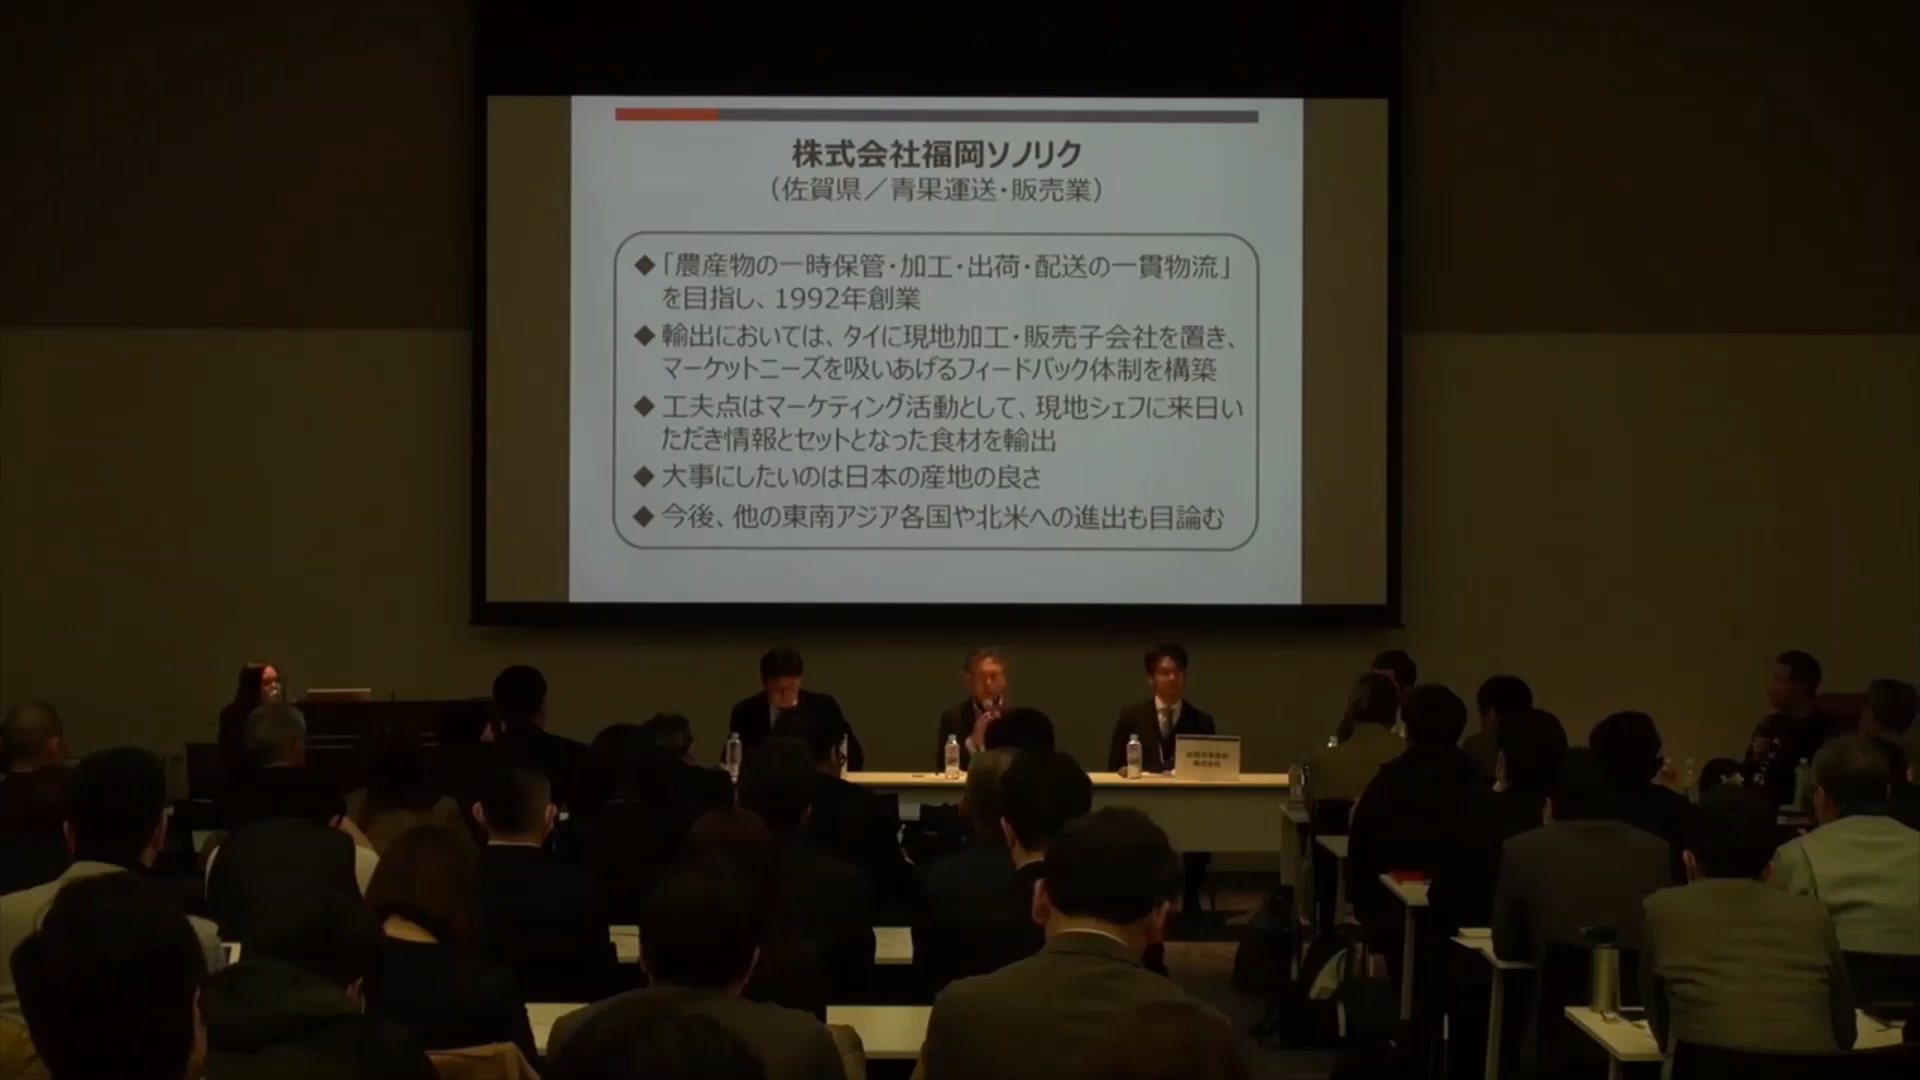 株式会社福岡ソノリク
（佐賀県／青果運送・販売業）
◆「農産物の一時保管・加工・出荷・配送の一貫物流」
を目指し、1992年創業
◆輸出においては、タイに現地加工・販売子会社を置き、
マーケットニーズを吸いあげるフィードバック体制を構築
◆工夫点はマーケティング活動として、現地シェフに来日い
ただき情報とセットとなった食材を輸出
◆大事にしたいのは日本の産地の良さ
◆今後、他の東南アジア各国や北米への進出も目論む
株式会社